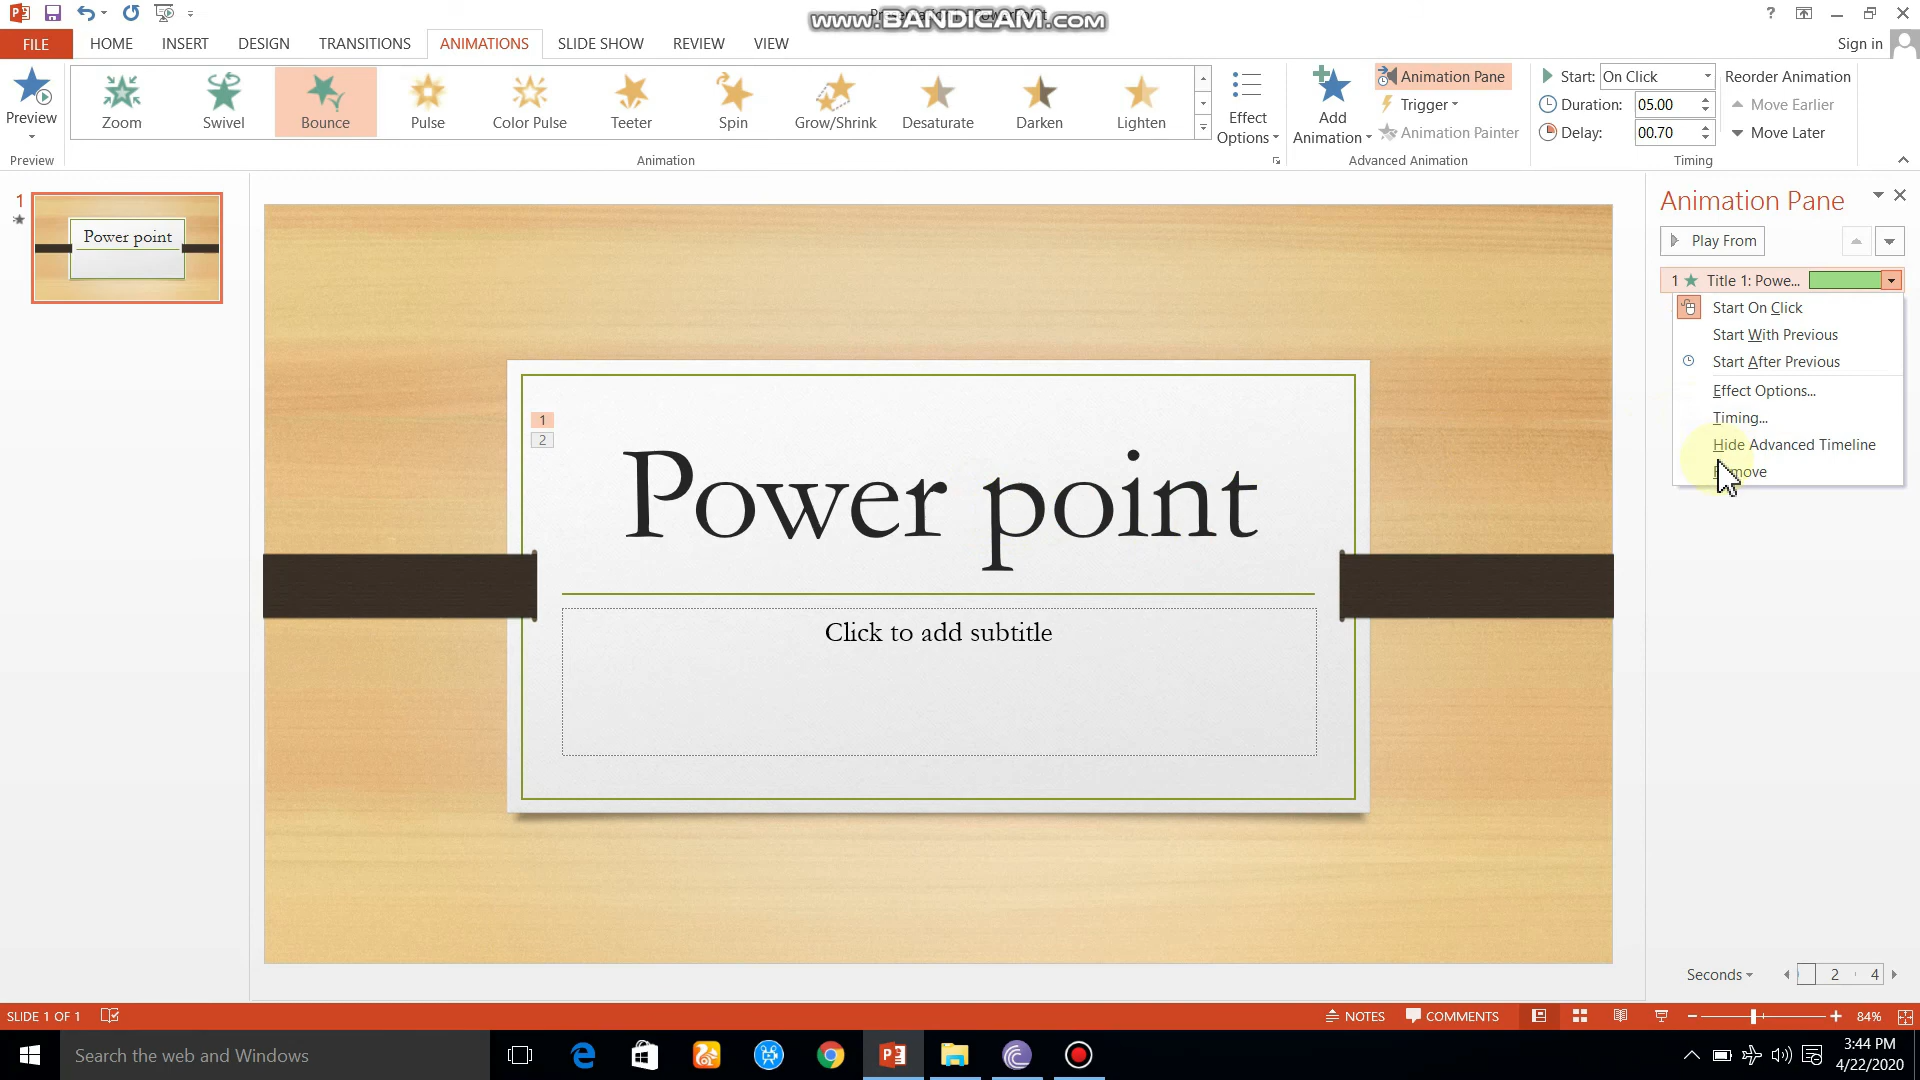 www.BANDICAM.com
FILE HOME INSERT DESIGN TRANSITIONS ANIMATIONS SLIDE SHOW REVIEW VIEW Sign in
Preview
Zoom Swivel Bounce Pulse Color Pulse Teeter Spin Grow/Shrink Desaturate Darken Lighten
Effect Options
Add Animation
Animation Pane
Trigger
Animation Painter
Start: On Click
Duration: 05.00
Delay: 00.70
Reorder Animation
Move Earlier
Move Later
Preview Animation Advanced Animation Timing
1
Power point
1
2
Power point
Click to add subtitle
Animation Pane
Play From
1 Title 1: Powe...
Start On Click
Start With Previous
Start After Previous
Effect Options...
Timing...
Hide Advanced Timeline
Remove
Seconds 2 4
SLIDE 1 OF 1 NOTES COMMENTS 84%
Search the web and Windows
3:44 PM
4/22/2020